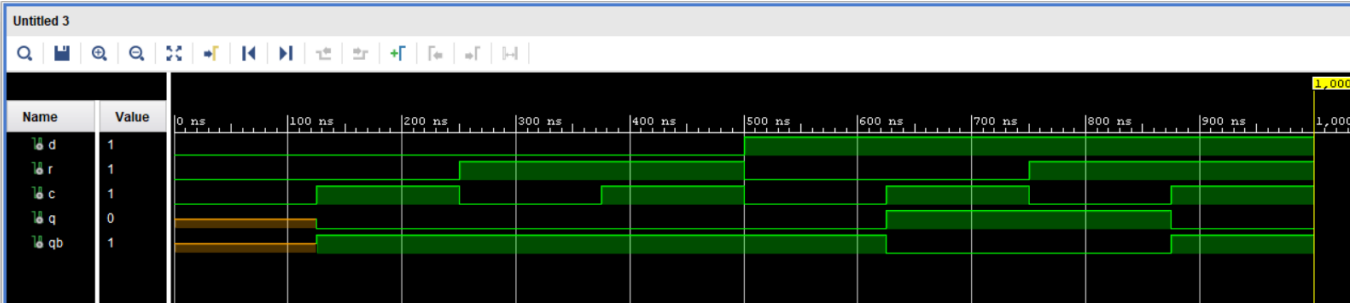 Untitled 3
1,000
Name Value 0 ns 100 ns 200 ns 300 ns 400 ns 500 ns 600 ns 700 ns 800 ns 900 ns 1,000
d 1
r 1
c 1
q 0
qb 1